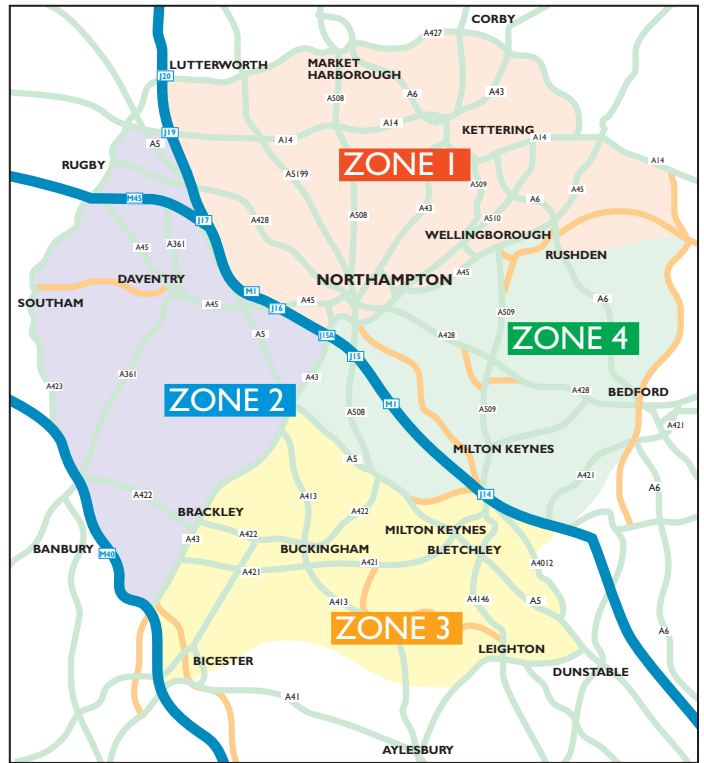 CORBY
A427
LUTTERWORTH
MARKET
HARBOROUGH
J20
A508
A6
A43
A14
J19
A5
A14
KETTERING
A14
RUGBY
ZONE 1
A14
A5199
A509
A45
A6
M45
A428
A508
A43
A510
J17
WELLINGBOROUGH
A45
A361
RUSHDEN
DAVENTRY
NORTHAMPTON
A45
M1
A6
SOUTHAM
A45
J16
A45
A509
A5
J15A
A428
ZONE 4
J15
A361
A43
A423
A428
BEDFORD
ZONE 2
M1
A508
A509
A421
MILTON KEYNES
A5
A421
A6
A422
A413
J14
BRACKLEY
A422
MILTON KEYNES
A43
A422
BANBURY
BUCKINGHAM
BLETCHLEY
M40
A421
A421
A4012
A413
A4146
A5
ZONE 3
A6
LEIGHTON
BICESTER
DUNSTABLE
A41
AYLESBURY